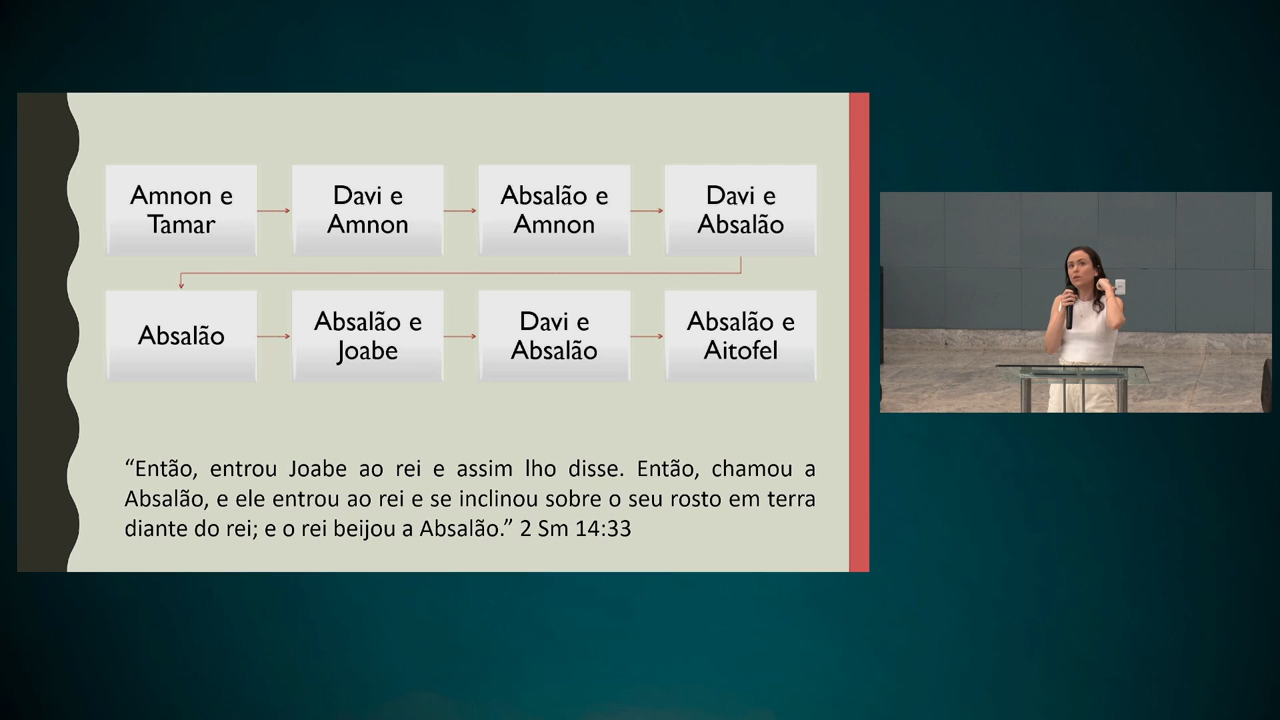 Amnon e
Tamar
Davi e
Amnon
Absalão e
Amnon
Davi e
Absalão
Absalão
Absalão e
Joabe
Davi e
Absalão
Absalão e
Aitofel
“Então, entrou Joabe ao rei e assim lho disse. Então, chamou a
Absalão, e ele entrou ao rei e se inclinou sobre o seu rosto em terra
diante do rei; e o rei beijou a Absalão.” 2 Sm 14:33